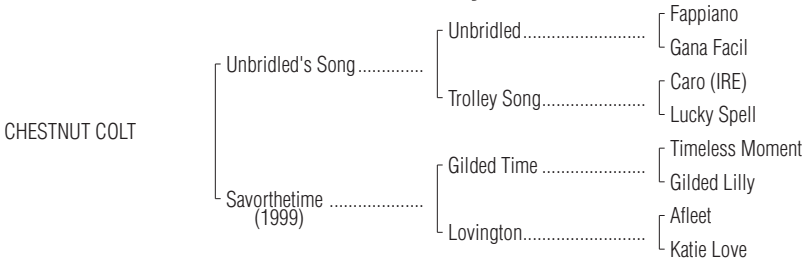 Fappiano
Unbridled..........................
Gana Facil
Unbridled's Song..............
Caro (IRE)
Trolley Song......................
Lucky Spell
CHESTNUT COLT
Timeless Moment
Gilded Time ......................
Gilded Lilly
Savorthetime ....................
(1999)
Afleet
Lovington..........................
Katie Love